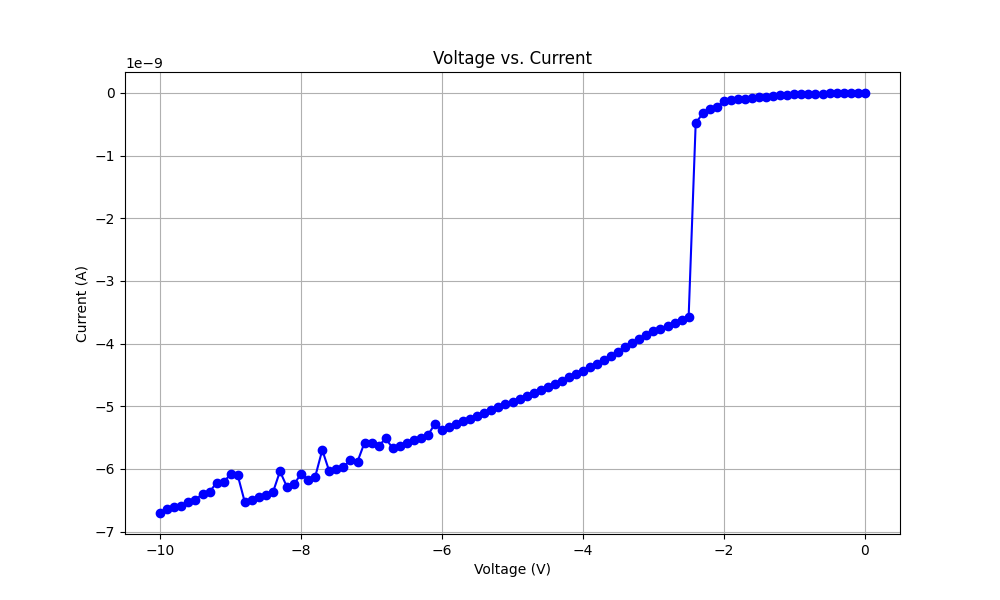 Voltage vs. Current
1e−9
0
−1
−2
−3
−4
−5
−6
−7
Current (A)
−10 −8 −6 −4 −2 0
Voltage (V)